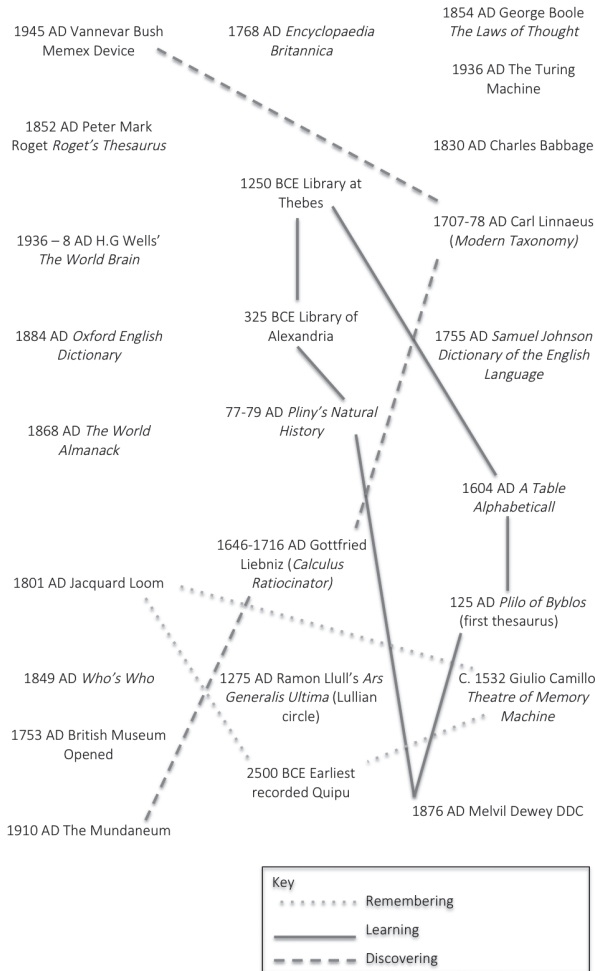 1945 AD Vannevar Bush
Memex Device
1768 AD Encyclopaedia
Britannica
1854 AD George Boole
The Laws of Thought
1936 AD The Turing
Machine
1852 AD Peter Mark
Roget Roget’s Thesaurus
1830 AD Charles Babbage
1250 BCE Library at
Thebes
1707-78 AD Carl Linnaeus
(Modern Taxonomy)
1936 – 8 AD H.G Wells’
The World Brain
325 BCE Library of
Alexandria
1884 AD Oxford English
Dictionary
1755 AD Samuel Johnson
Dictionary of the English
Language
77-79 AD Pliny’s Natural
History
1868 AD The World
Almanack
1604 AD A Table
Alphabeticall
1646-1716 AD Gottfried
Liebniz (Calculus
Ratiocinator)
1801 AD Jacquard Loom
125 AD Plilo of Byblos
(first thesaurus)
1849 AD Who’s Who
1275 AD Ramon Llull’s Ars
Generalis Ultima (Lullian
circle)
C. 1532 Giulio Camillo
Theatre of Memory
Machine
1753 AD British Museum
Opened
2500 BCE Earliest
recorded Quipu
1876 AD Melvil Dewey DDC
1910 AD The Mundaneum
Key
Remembering
Learning
Discovering